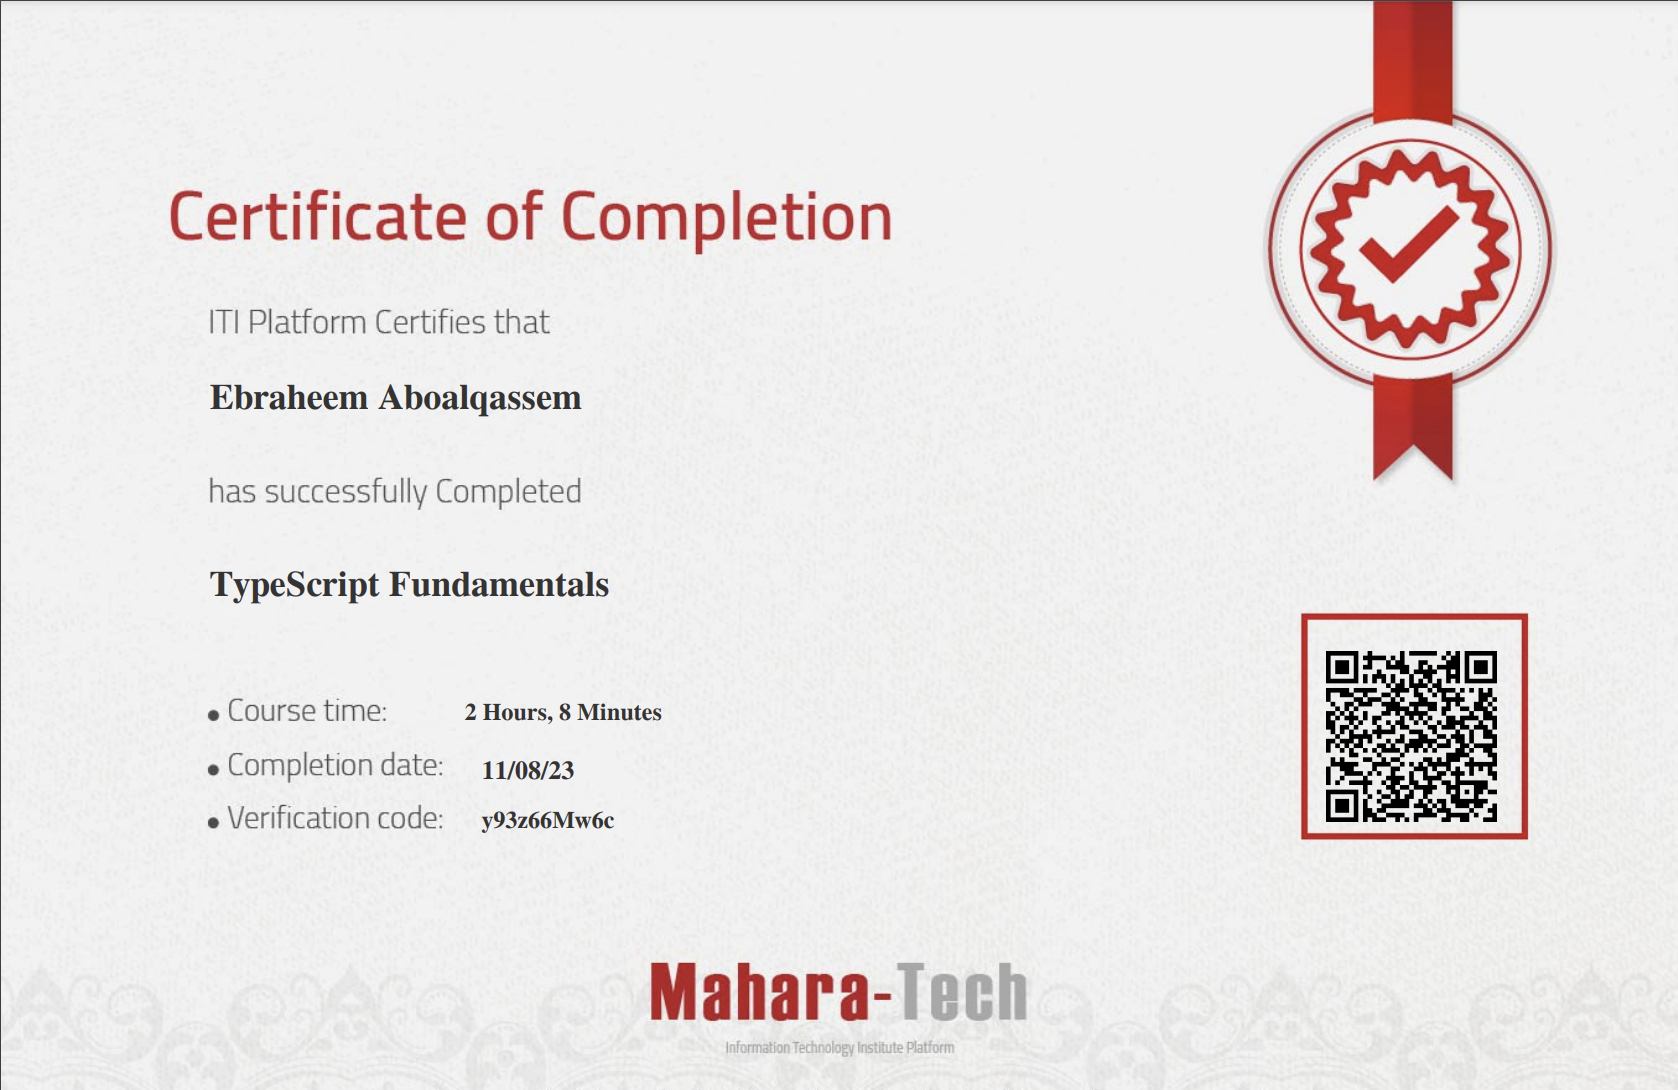 Certificate of Completion
ITI Platform Certifies that
Ebraheem Aboalqassem
has successfully Completed
TypeScript Fundamentals
• Course time: 2 Hours, 8 Minutes
• Completion date: 11/08/23
• Verification code: y93z66Mw6c
Mahara-Tech
Information Technology Institute Platform